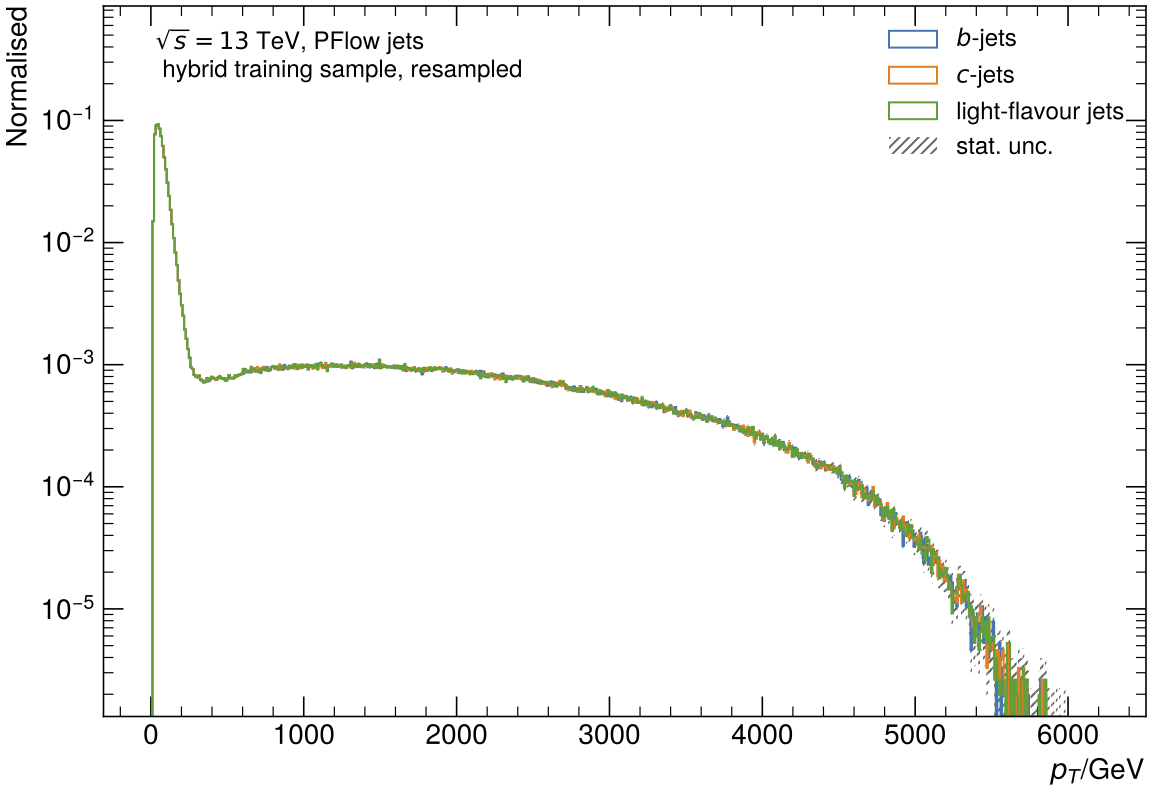 Normalised
√s = 13 TeV, PFlow jets
hybrid training sample, resampled
b-jets
c-jets
light-flavour jets
stat. unc.
10⁻¹
10⁻²
10⁻³
10⁻⁴
10⁻⁵
0 1000 2000 3000 4000 5000 6000
p_T/GeV